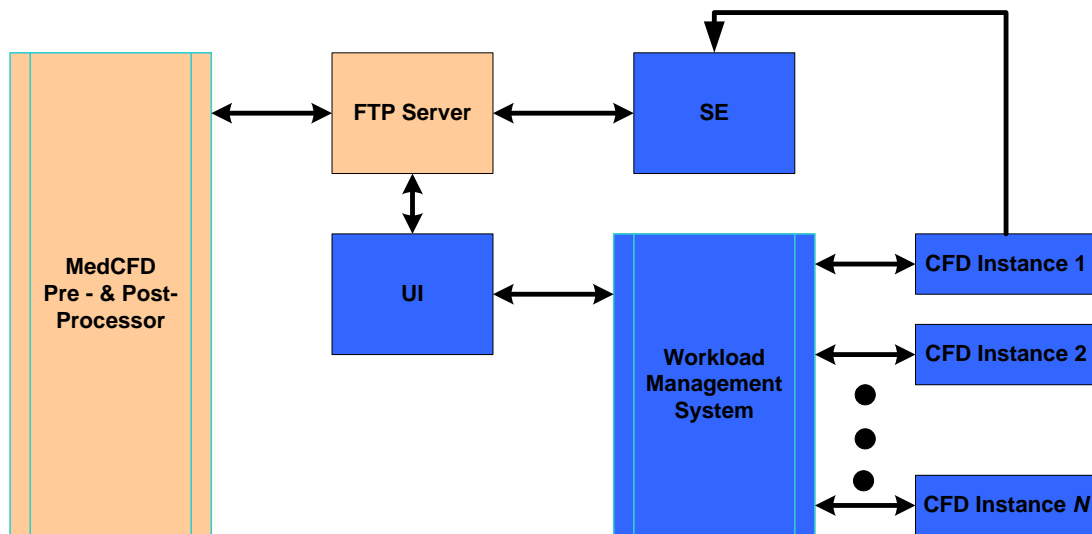 FTP Server
SE
MedCFD
Pre - & Post-
Processor
UI
Workload
Management
System
CFD Instance 1
CFD Instance 2
CFD Instance N